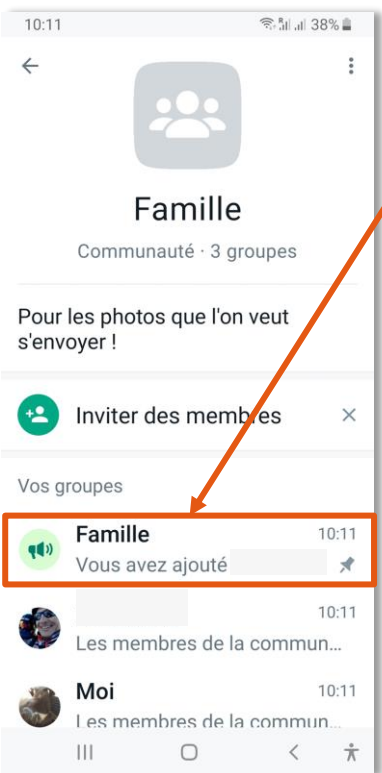 10:11 38%
Famille
Communauté · 3 groupes
Pour les photos que l'on veut
s'envoyer !
Inviter des membres
Vos groupes
Famille 10:11
Vous avez ajouté
10:11
Les membres de la commun...
Moi 10:11
Les membres de la commun...